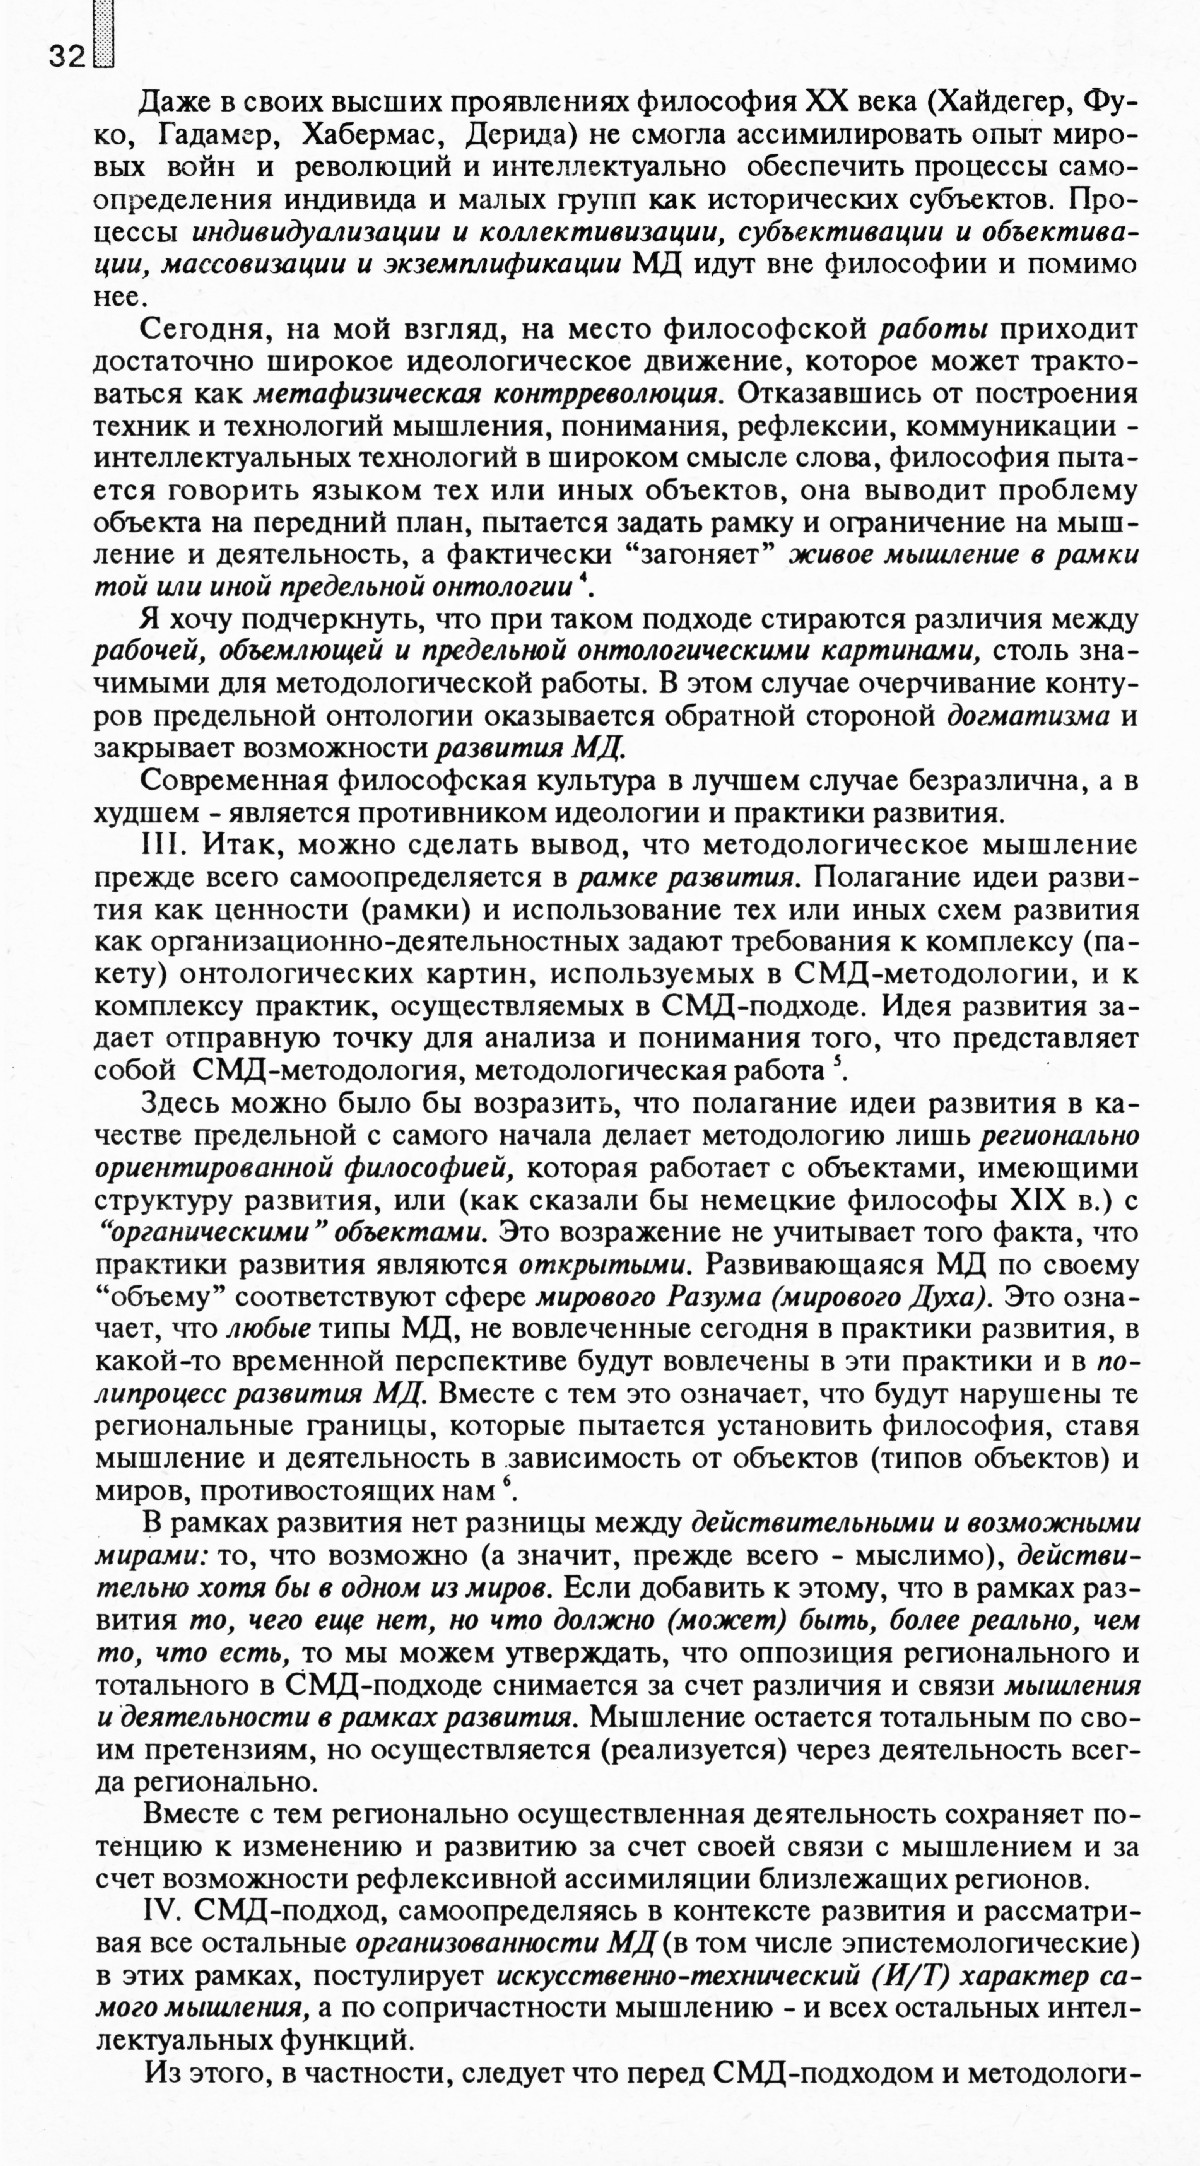 32
Даже в своих высших проявлениях философия XX века (Хайдегер, Фу-
ко, Гадамер, Хабермас, Дерида) не смогла ассимилировать опыт миро-
вых войн и революций и интеллектуально обеспечить процессы само-
определения индивида и малых групп как исторических субъектов. Про-
цессы индивидуализации и коллективизации, субъективации и объектива-
ции, массовизации и экземплификации МД идут вне философии и помимо
нее.
Сегодня, на мой взгляд, на место философской работы приходит
достаточно широкое идеологическое движение, которое может тракто-
ваться как метафизическая контрреволюция. Отказавшись от построения
техник и технологий мышления, понимания, рефлексии, коммуникации -
интеллектуальных технологий в широком смысле слова, философия пыта-
ется говорить языком тех или иных объектов, она выводит проблему
объекта на передний план, пытается задать рамку и ограничение на мыш-
ление и деятельность, а фактически “загоняет” живое мышление в рамки
той или иной предельной онтологии ⁴.
Я хочу подчеркнуть, что при таком подходе стираются различия между
рабочей, объемлющей и предельной онтологическими картинами, столь зна-
чимыми для методологической работы. В этом случае очерчивание конту-
ров предельной онтологии оказывается обратной стороной догматизма и
закрывает возможности развития МД.
Современная философская культура в лучшем случае безразлична, а в
худшем - является противником идеологии и практики развития.
III. Итак, можно сделать вывод, что методологическое мышление
прежде всего самоопределяется в рамке развития. Полагание идеи разви-
тия как ценности (рамки) и использование тех или иных схем развития
как организационно-деятельностных задают требования к комплексу (па-
кету) онтологических картин, используемых в СМД-методологии, и к
комплексу практик, осуществляемых в СМД-подходе. Идея развития за-
дает отправную точку для анализа и понимания того, что представляет
собой СМД-методология, методологическая работа ⁵.
Здесь можно было бы возразить, что полагание идеи развития в ка-
честве предельной с самого начала делает методологию лишь регионально
ориентированной философией, которая работает с объектами, имеющими
структуру развития, или (как сказали бы немецкие философы XIX в.) с
“органическими” объектами. Это возражение не учитывает того факта, что
практики развития являются открытыми. Развивающаяся МД по своему
“объему” соответствуют сфере мирового Разума (мирового Духа). Это озна-
чает, что любые типы МД, не вовлеченные сегодня в практики развития, в
какой-то временной перспективе будут вовлечены в эти практики и в по-
липроцесс развития МД. Вместе с тем это означает, что будут нарушены те
региональные границы, которые пытается установить философия, ставя
мышление и деятельность в зависимость от объектов (типов объектов) и
миров, противостоящих нам ⁶.
В рамках развития нет разницы между действительными и возможными
мирами: то, что возможно (а значит, прежде всего - мыслимо), действи-
тельно хотя бы в одном из миров. Если добавить к этому, что в рамках раз-
вития то, чего еще нет, но что должно (может) быть, более реально, чем
то, что есть, то мы можем утверждать, что оппозиция регионального и
тотального в СМД-подходе снимается за счет различия и связи мышления
и деятельности в рамках развития. Мышление остается тотальным по сво-
им претензиям, но осуществляется (реализуется) через деятельность всег-
да регионально.
Вместе с тем регионально осуществленная деятельность сохраняет по-
тенцию к изменению и развитию за счет своей связи с мышлением и за
счет возможности рефлексивной ассимиляции близлежащих регионов.
IV. СМД-подход, самоопределяясь в контексте развития и рассматри-
вая все остальные организованности МД (в том числе эпистемологические)
в этих рамках, постулирует искусственно-технический (И/Т) характер са-
мого мышления, а по сопричастности мышлению - и всех остальных интел-
лектуальных функций.
Из этого, в частности, следует что перед СМД-подходом и методологи-